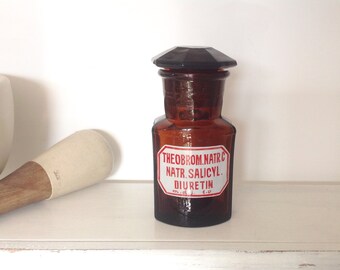 THEOBROM.NATR.C
NATR. SALICYL.
DIURETIN